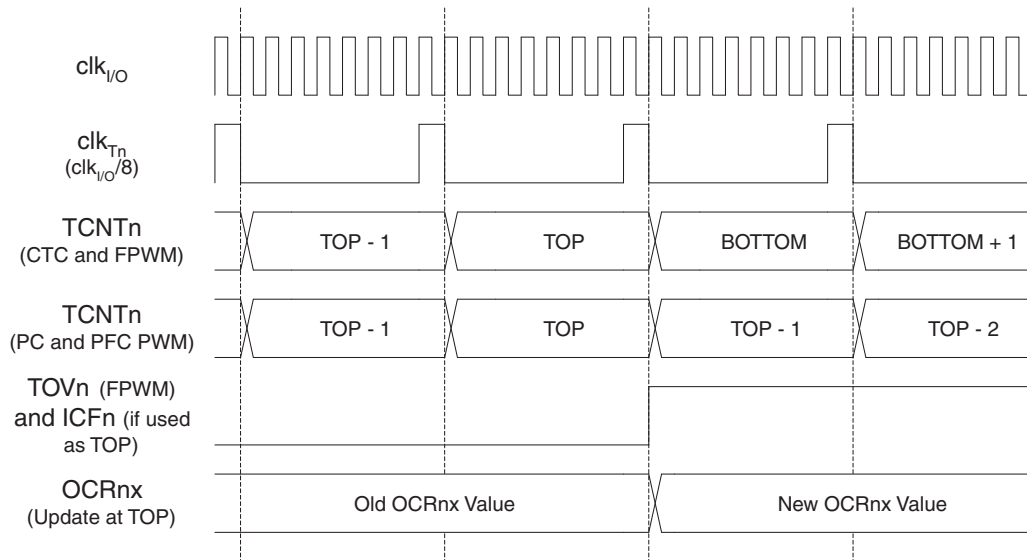 clkI/O
clkTn
(clkI/O/8)
TCNTn
(CTC and FPWM)
TOP - 1
TOP
BOTTOM
BOTTOM + 1
TCNTn
(PC and PFC PWM)
TOP - 1
TOP
TOP - 1
TOP - 2
TOVn (FPWM)
and ICFn (if used
as TOP)
OCRnx
(Update at TOP)
Old OCRnx Value
New OCRnx Value